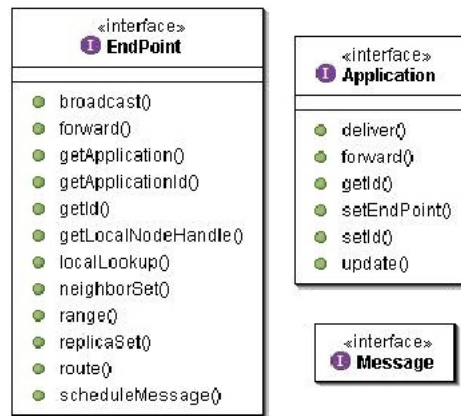 «interface»
I EndPoint
broadcast()
forward()
getApplication()
getApplicationId()
getId()
getLocalNodeHandle()
localLookup()
neighborSet()
range()
replicaSet()
route()
scheduleMessage()
«interface»
I Application
deliver()
forward()
getId()
setEndPoint()
setId()
update()
«interface»
I Message